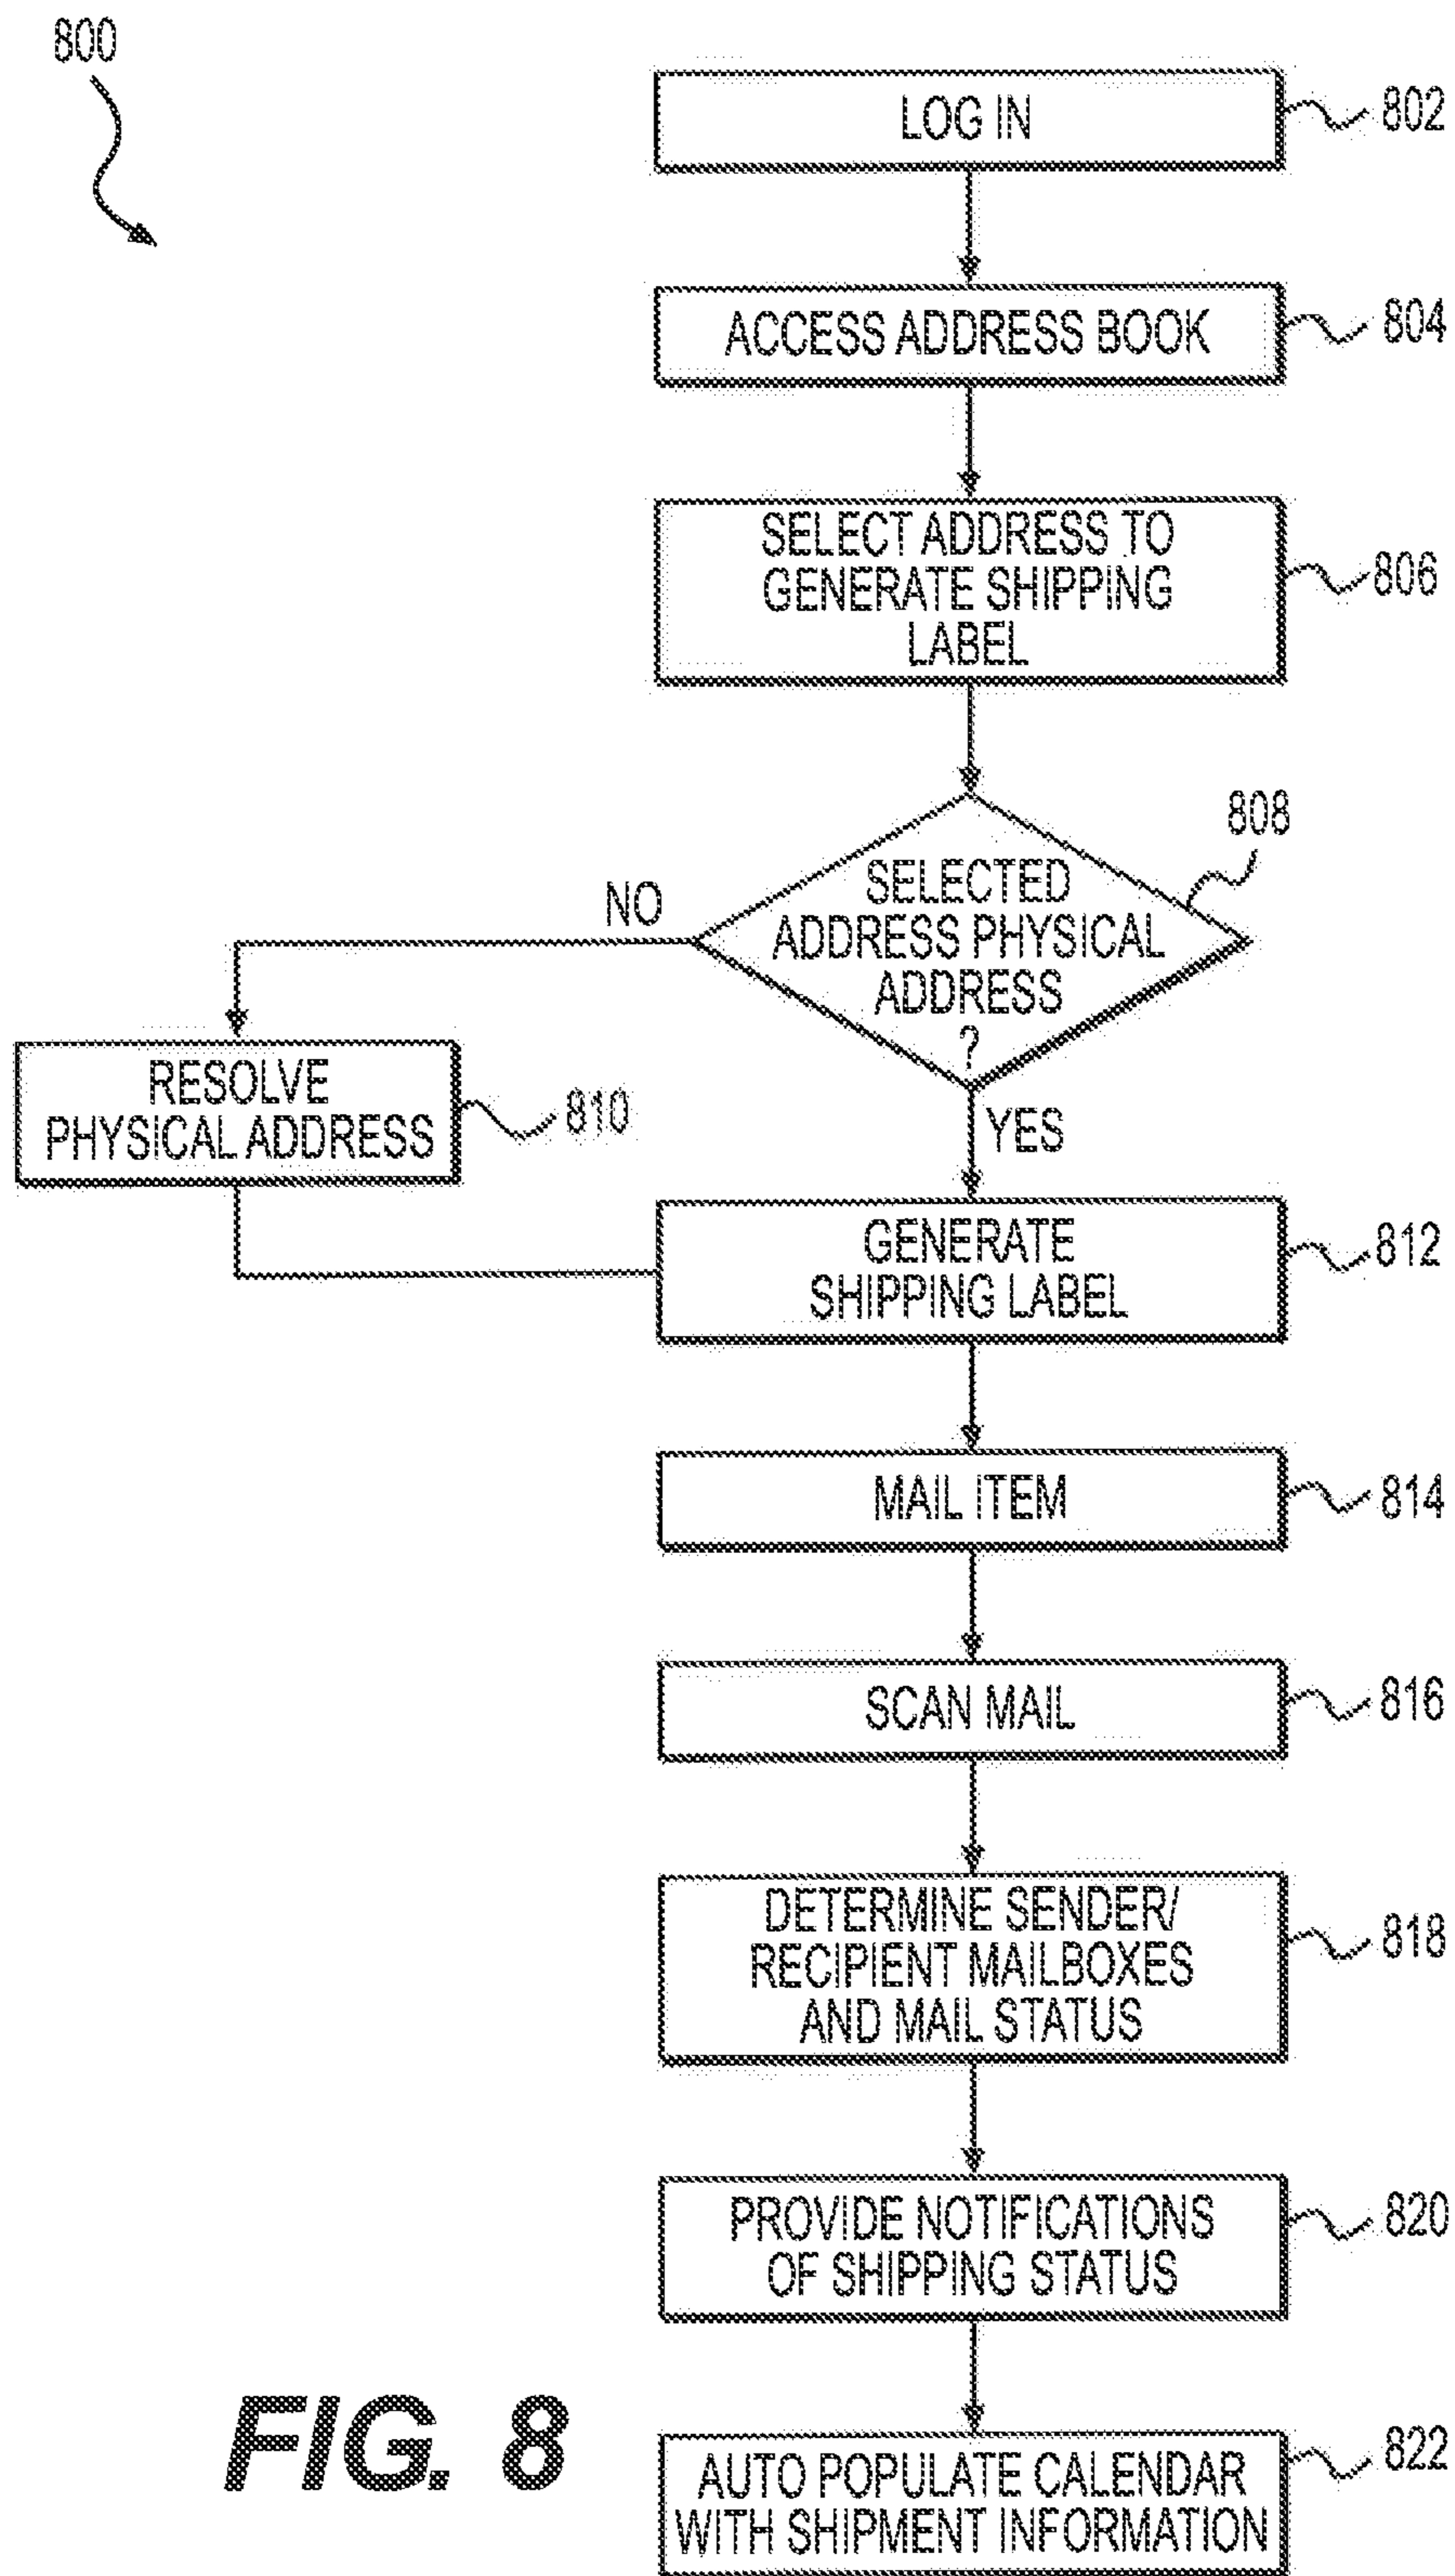 800
LOG IN
802
ACCESS ADDRESS BOOK
804
SELECT ADDRESS TO
GENERATE SHIPPING
LABEL
806
808
SELECTED
ADDRESS PHYSICAL
ADDRESS
?
NO
YES
RESOLVE
PHYSICAL ADDRESS
810
GENERATE
SHIPPING LABEL
812
MAIL ITEM
814
SCAN MAIL
816
DETERMINE SENDER/
RECIPIENT MAILBOXES
AND MAIL STATUS
818
PROVIDE NOTIFICATIONS
OF SHIPPING STATUS
820
AUTO POPULATE CALENDAR
WITH SHIPMENT INFORMATION
822
FIG. 8